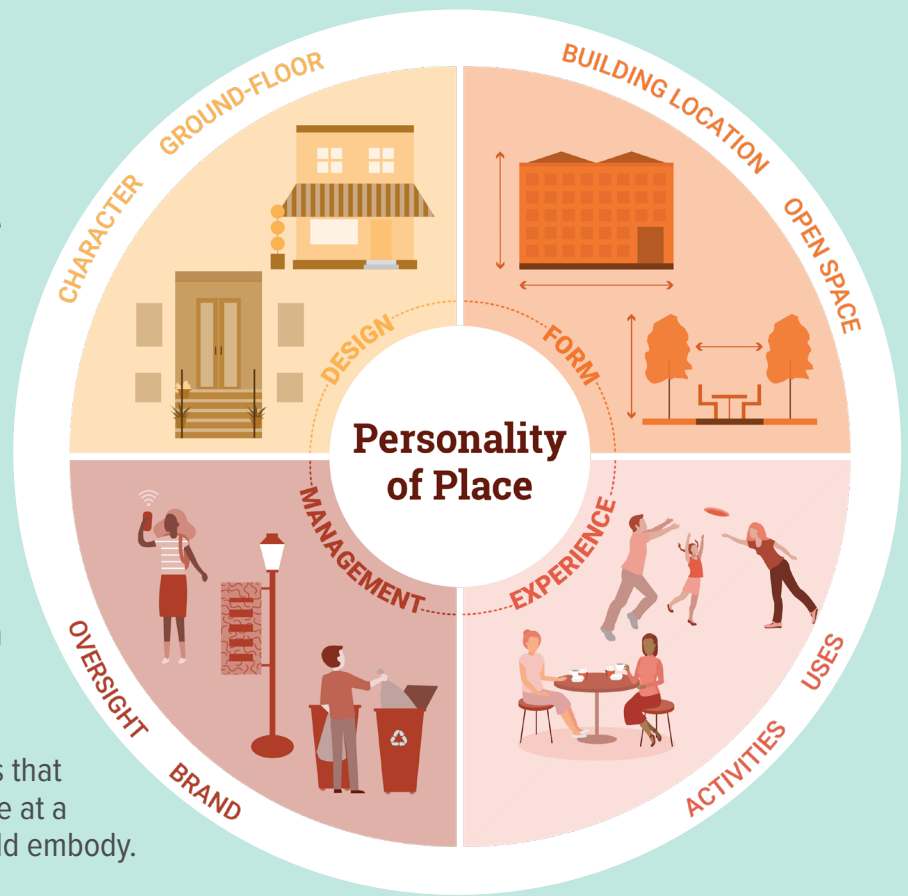 CHARACTER
GROUND-FLOOR
BUILDING LOCATION
OPEN SPACE
DESIGN
FORM
Personality
of Place
MANAGEMENT
EXPERIENCE
OVERSIGHT
BRAND
ACTIVITIES
USES
that
e at a
ld embody.